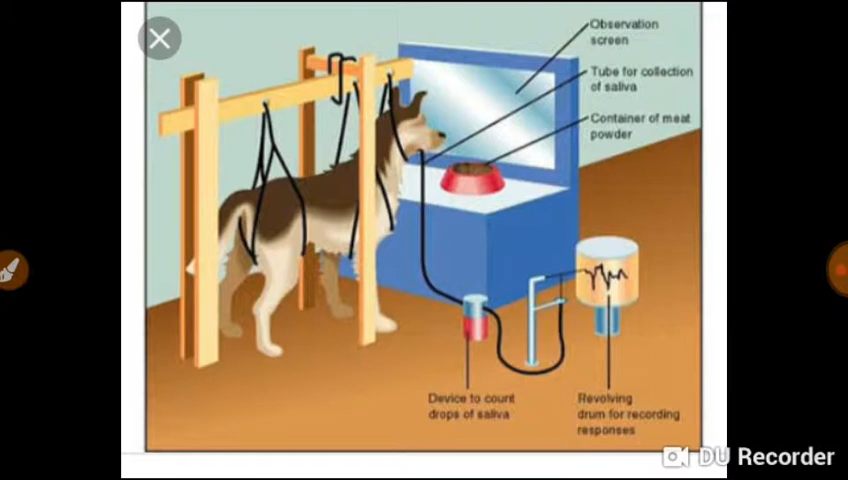 Observation
screen
Tube for collection
of saliva
Container of meat
powder
Device to count
drops of saliva
Revolving
drum for recording
responses
DU Recorder